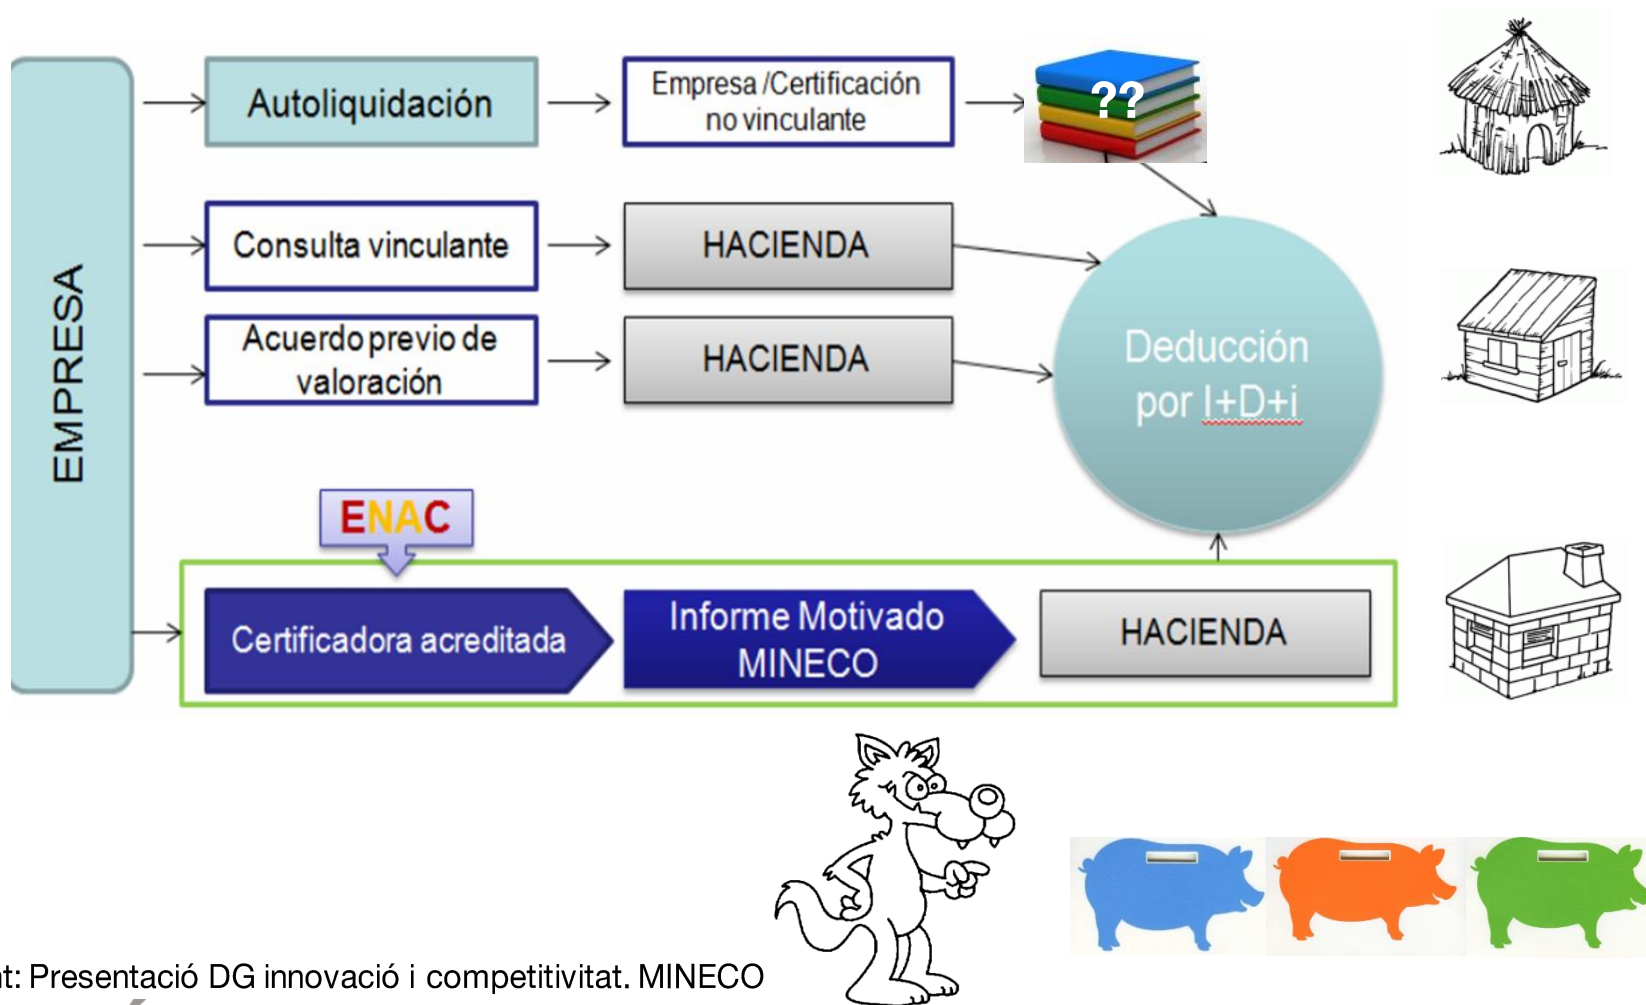 EMPRESA
Autoliquidación
Empresa /Certificación
no vinculante
??
Consulta vinculante
HACIENDA
Acuerdo previo de
valoración
HACIENDA
Deducción
por I+D+i
ENAC
Certificadora acreditada
Informe Motivado
MINECO
HACIENDA
t: Presentació DG innovació i competitivitat. MINECO